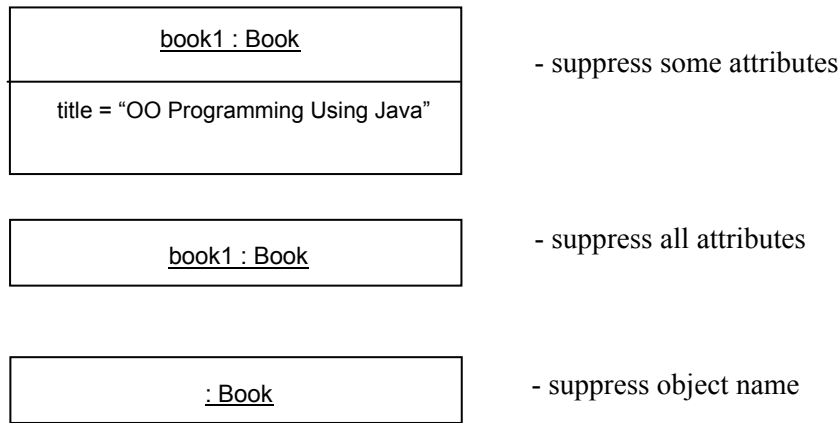 book1 : Book
- suppress some attributes
title = “OO Programming Using Java”
book1 : Book
- suppress all attributes
: Book
- suppress object name